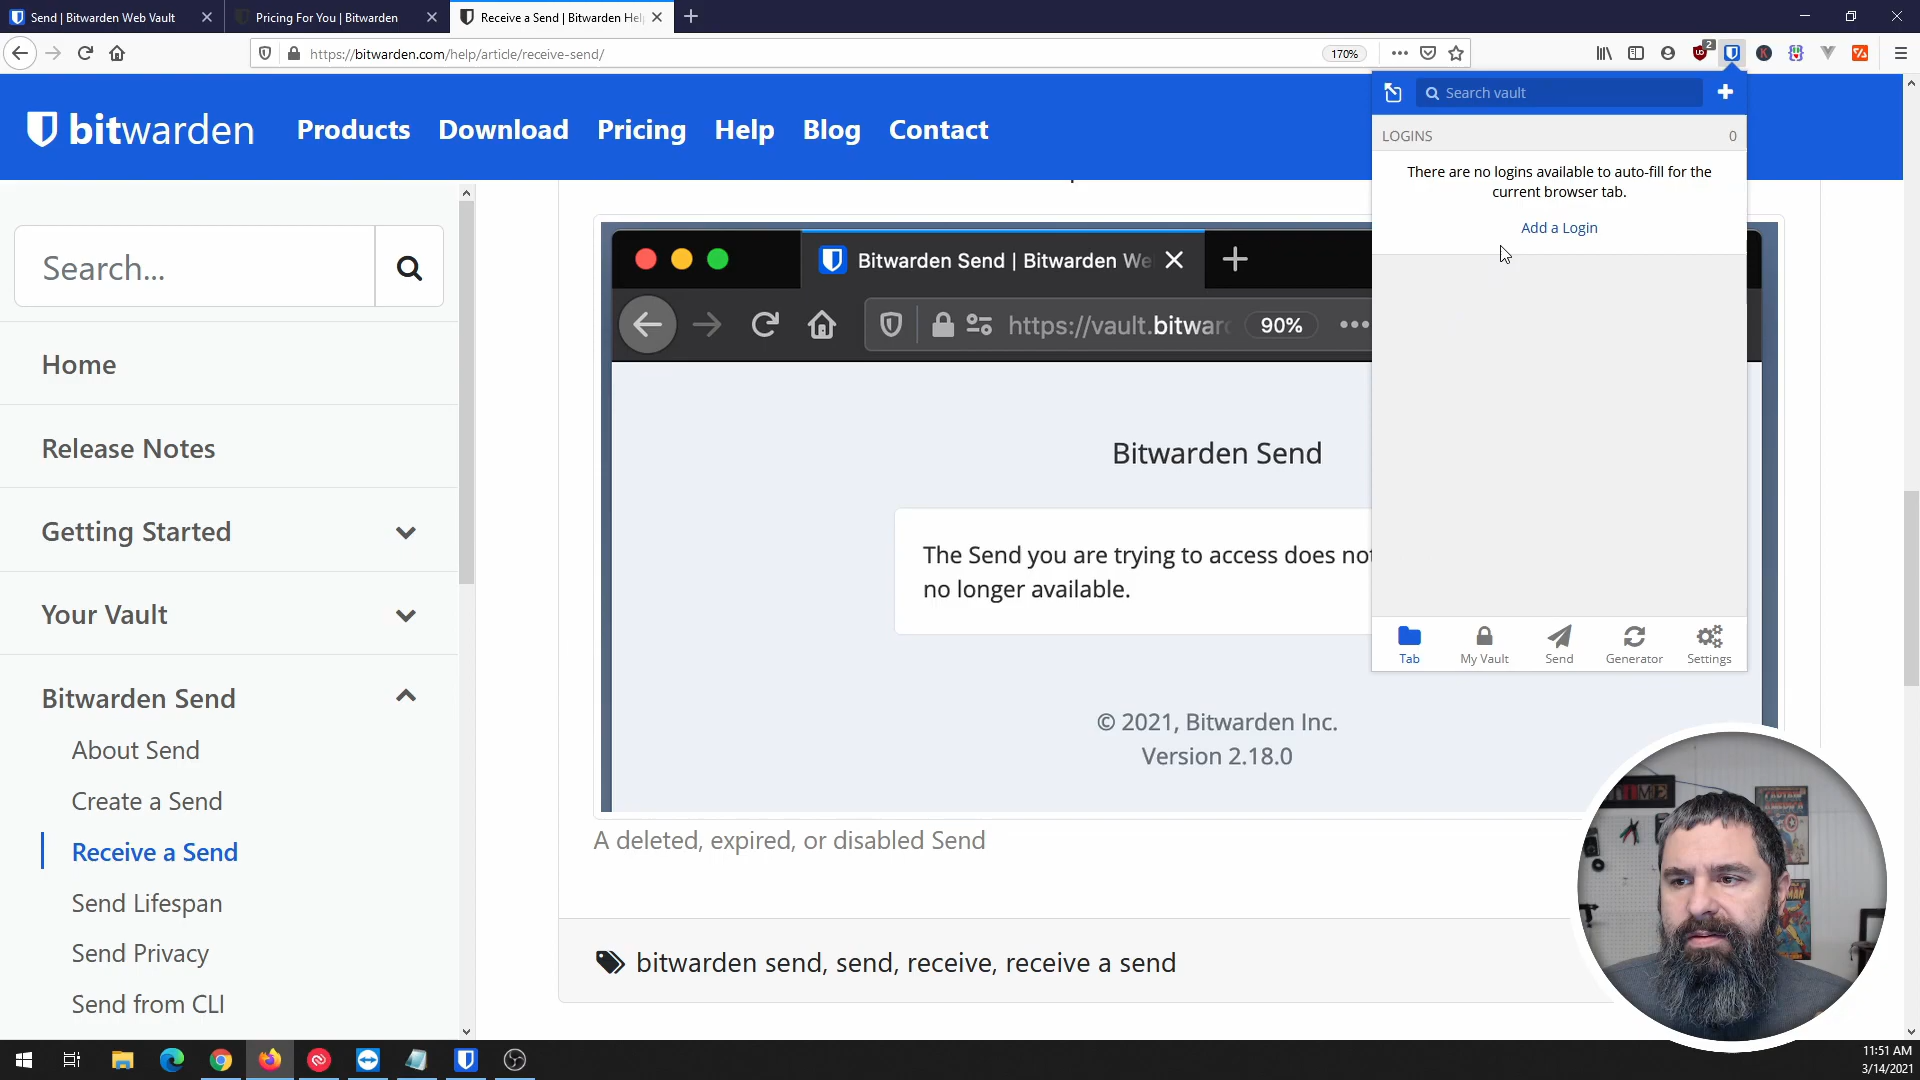 Send | Bitwarden Web Vault
Pricing For You | Bitwarden
Receive a Send | Bitwarden Hel
https://bitwarden.com/help/article/receive-send/
170%
2
bitwarden
Products
Download
Pricing
Help
Blog
Contact
Search vault
LOGINS
0
There are no logins available to auto-fill for the
current browser tab.
Add a Login
Tab
My Vault
Send
Generator
Settings
Search...
Home
Release Notes
Getting Started
Your Vault
Bitwarden Send
About Send
Create a Send
Receive a Send
Send Lifespan
Send Privacy
Send from CLI
Bitwarden Send | Bitwarden We
https://vault.bitwar
90%
Bitwarden Send
The Send you are trying to access does not
no longer available.
© 2021, Bitwarden Inc.
Version 2.18.0
A deleted, expired, or disabled Send
bitwarden send, send, receive, receive a send
11:51 AM
3/14/2021